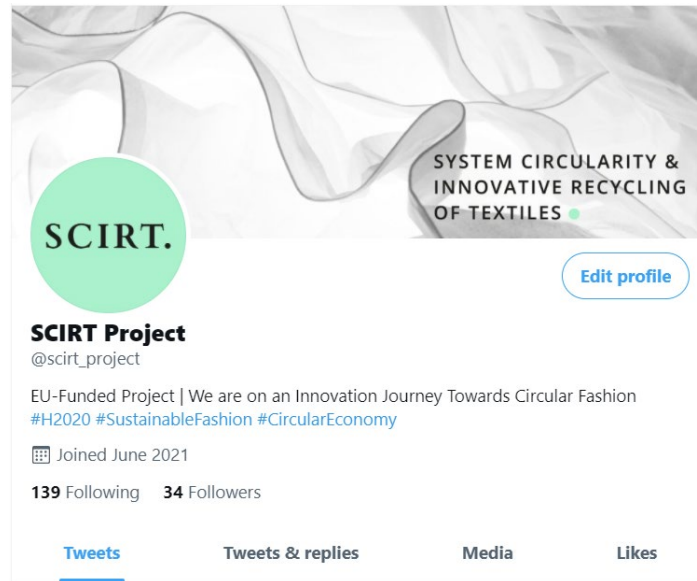 SYSTEM CIRCULARITY &
INNOVATIVE RECYCLING
OF TEXTILES
SCIRT.
Edit profile
SCIRT Project
@scirt_project
EU-Funded Project | We are on an Innovation Journey Towards Circular Fashion
#H2020 #SustainableFashion #CircularEconomy
Joined June 2021
139 Following 34 Followers
Tweets Tweets & replies Media Likes